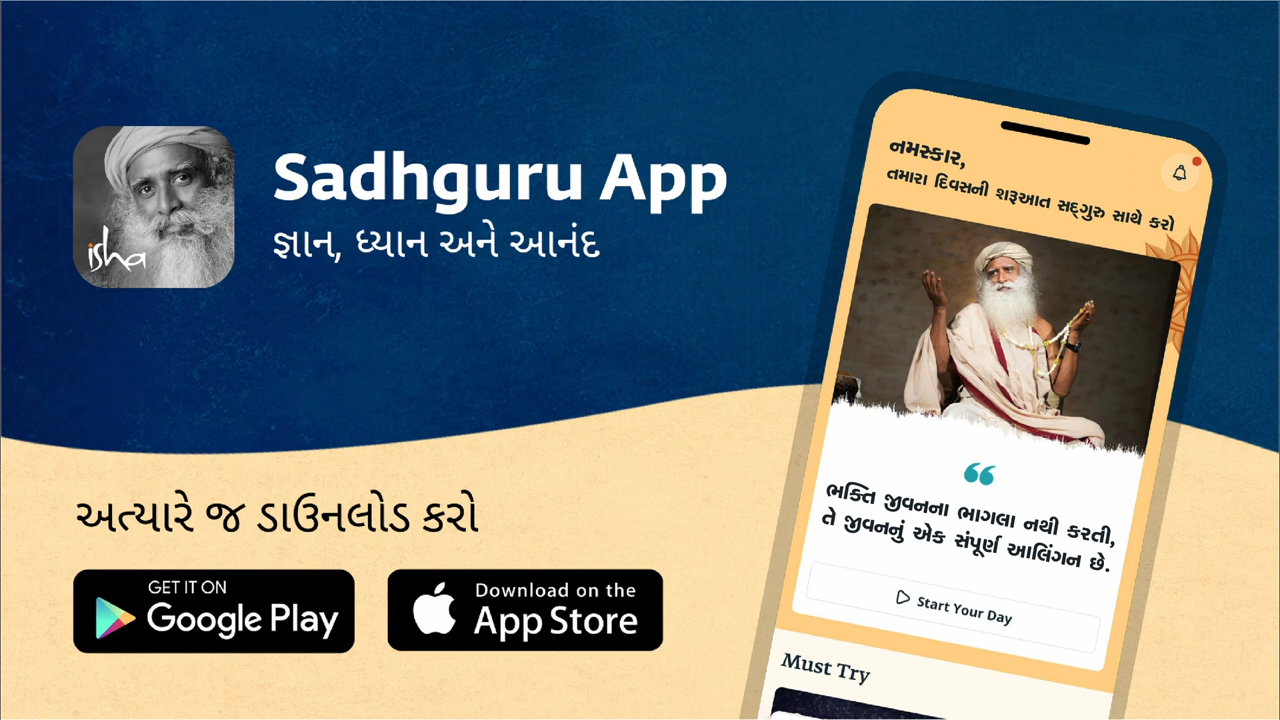 isha
Sadhguru App
જ્ઞાન, ધ્યાન અને આનંદ
અત્યારે જ ડાઉનલોડ કરો
GET IT ON
Google Play
Download on the
App Store
નમસ્કાર,
તમારા દિવસની શરૂઆત સદ્‌ગુરુ સાથે કરો
“
ભક્તિ જીવનના ભાગલા નથી કરતી,
તે જીવનનું એક સંપૂર્ણ આલિંગન છે.
Start Your Day
Must Try